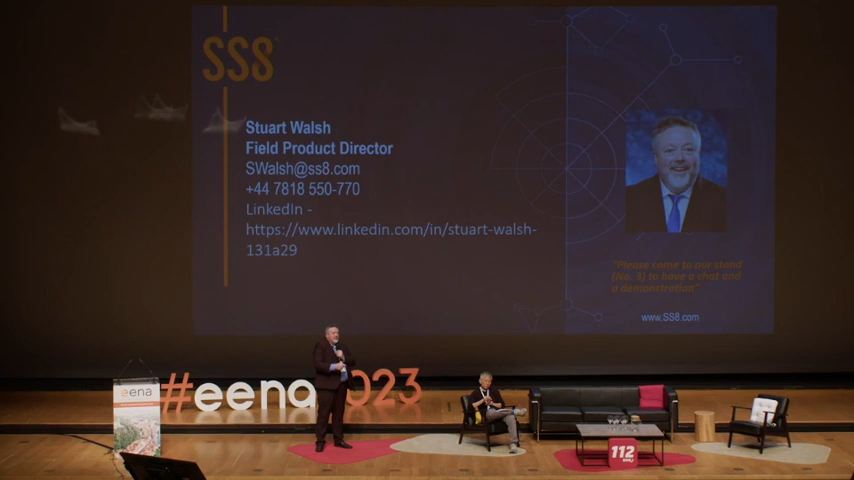 SS8
Stuart Walsh
Field Product Director
SWalsh@ss8.com
+44 7818 550-770
LinkedIn -
https://www.linkedin.com/in/stuart-walsh-
131a29
"Please come to our stand
(No. 3) to have a chat and
a demonstration"
www.SS8.com
eena
#eena 023
112